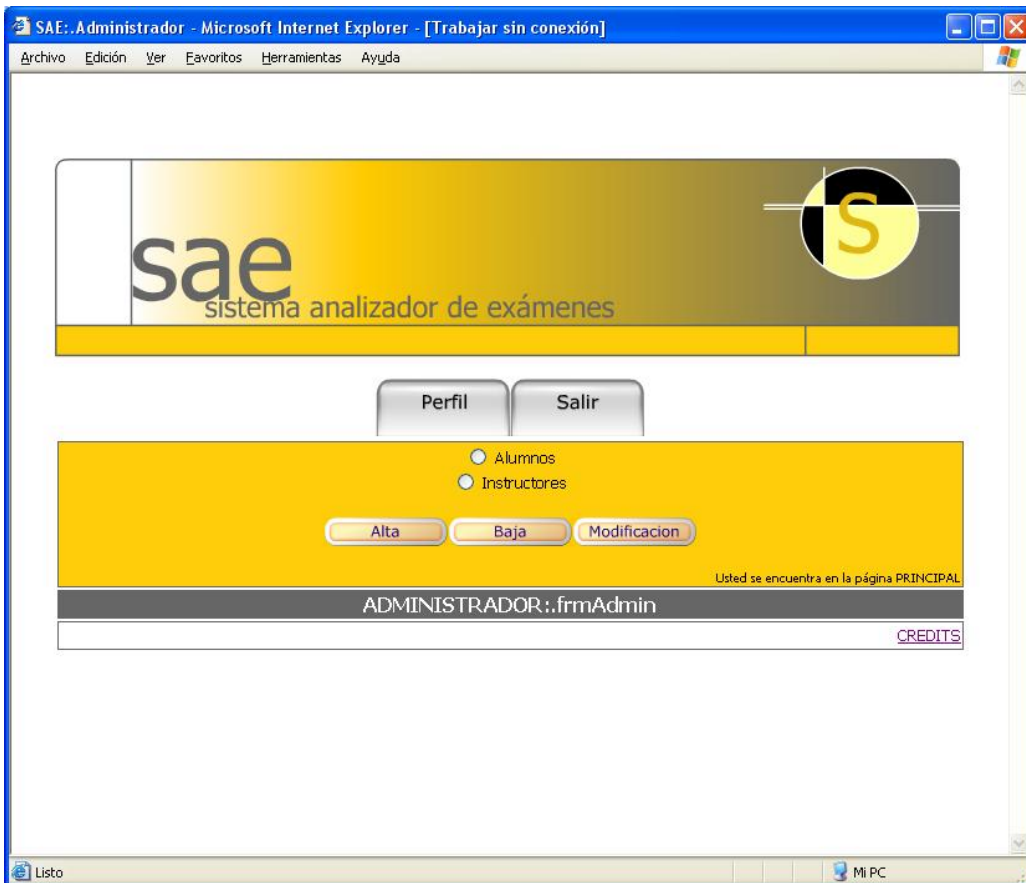 SAE:.Administrador - Microsoft Internet Explorer - [Trabajar sin conexión]
Archivo Edición Ver Favoritos Herramientas Ayuda
S
sae
sistema analizador de exámenes
Perfil Salir
Alumnos
Instructores
Alta Baja Modificacion
Usted se encuentra en la página PRINCIPAL
ADMINISTRADOR:.frmAdmin
CREDITS
Listo Mi PC